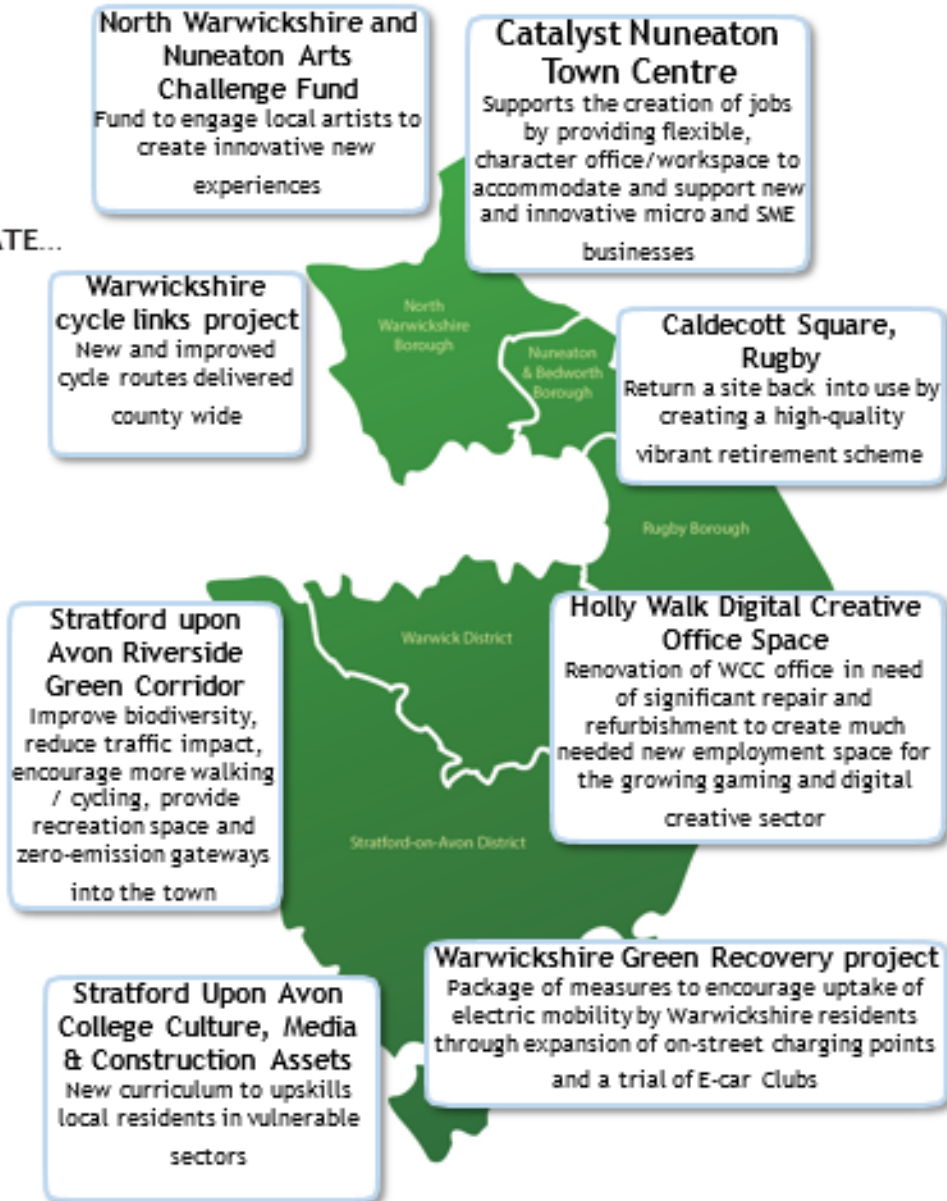 North Warwickshire and
Nuneaton Arts
Challenge Fund
Fund to engage local artists to
create innovative new
experiences
Catalyst Nuneaton
Town Centre
Supports the creation of jobs
by providing flexible,
character office/workspace to
accommodate and support new
and innovative micro and SME
businesses
ATE...
Warwickshire
cycle links project
New and improved
cycle routes delivered
county wide
North
Warwickshire
Borough
Nuneaton
& Bedworth
Borough
Caldecott Square,
Rugby
Return a site back into use by
creating a high-quality
vibrant retirement scheme
Rugby Borough
Stratford upon
Avon Riverside
Green Corridor
Improve biodiversity,
reduce traffic impact,
encourage more walking
/ cycling, provide
recreation space and
zero-emission gateways
into the town
Warwick District
Holly Walk Digital Creative
Office Space
Renovation of WCC office in need
of significant repair and
refurbishment to create much
needed new employment space for
the growing gaming and digital
creative sector
Stratford-on-Avon District
Stratford Upon Avon
College Culture, Media
& Construction Assets
New curriculum to upskills
local residents in vulnerable
sectors
Warwickshire Green Recovery project
Package of measures to encourage uptake of
electric mobility by Warwickshire residents
through expansion of on-street charging points
and a trial of E-car Clubs